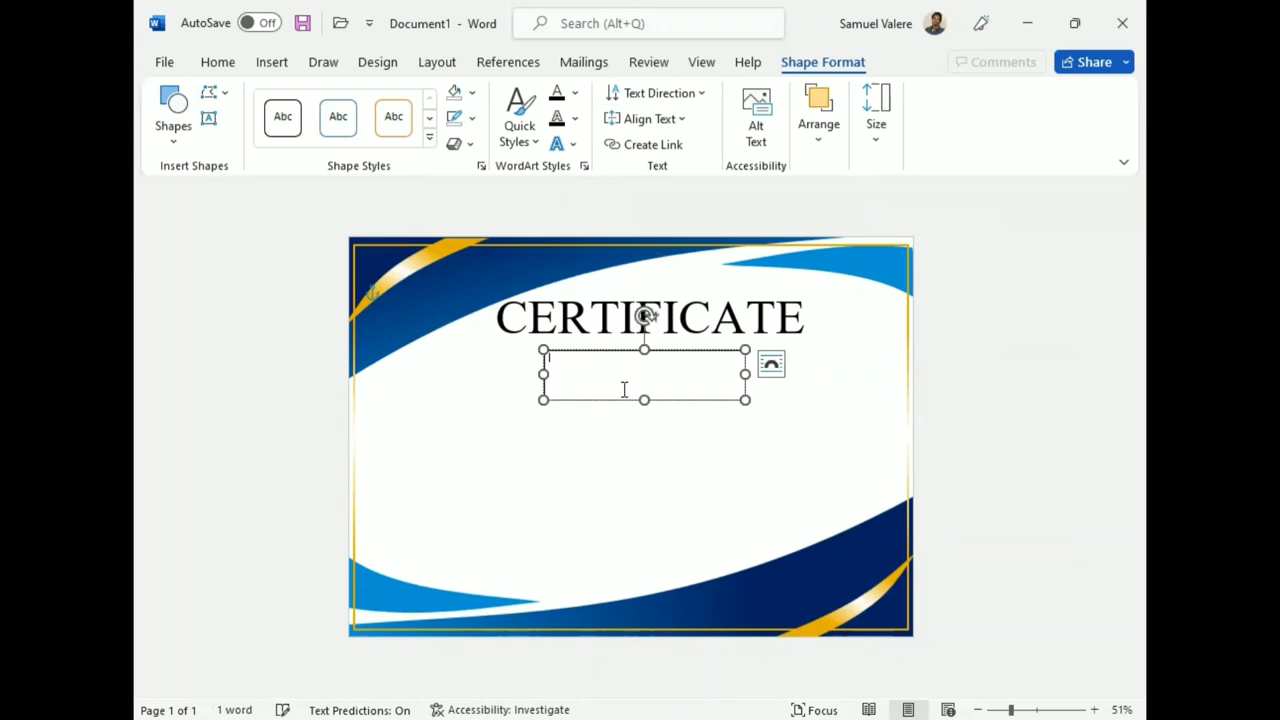 AutoSave Off Document1 - Word Search (Alt+Q) Samuel Valere
File Home Insert Draw Design Layout References Mailings Review View Help Shape Format Comments Share
Shapes
Insert Shapes
Abc Abc Abc
Shape Styles
Quick
Styles
WordArt Styles
Text Direction
Align Text
Create Link
Text
Alt
Text
Accessibility
Arrange
Size
CERTIFICATE
Page 1 of 1 1 word Text Predictions: On Accessibility: Investigate Focus 51%